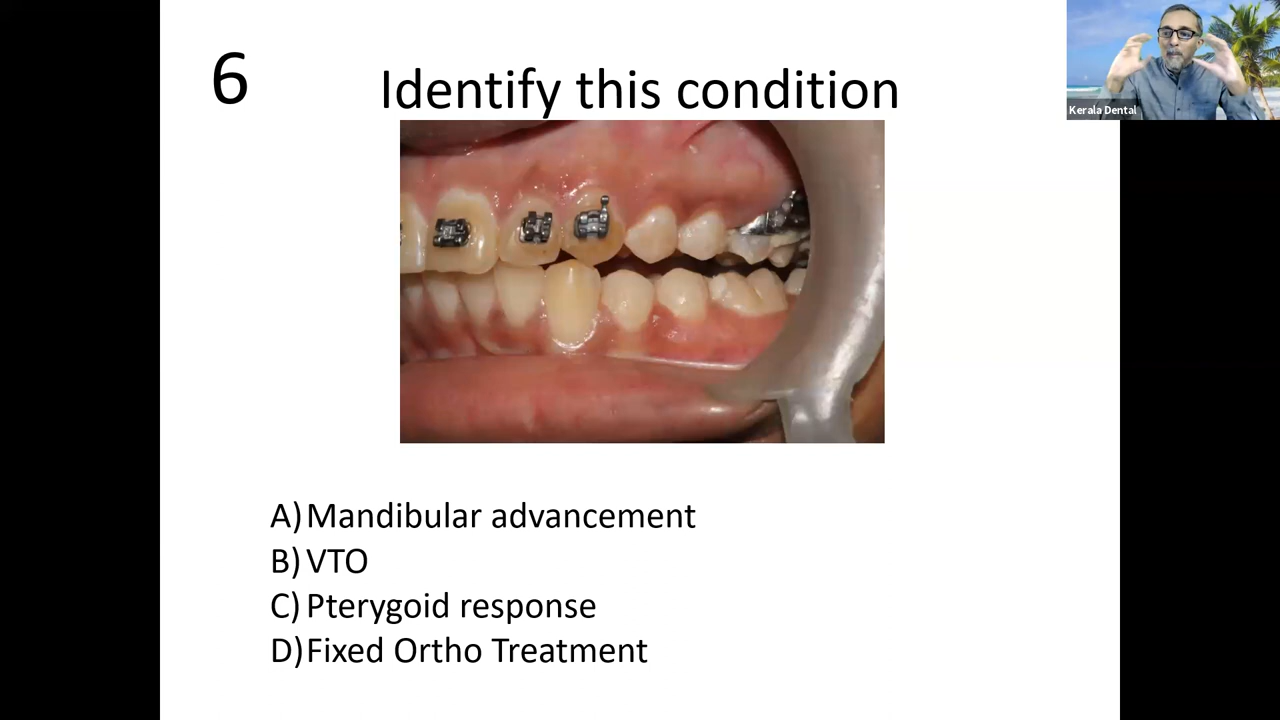 6
Identify this condition
Kerala Dental
A) Mandibular advancement
B) VTO
C) Pterygoid response
D) Fixed Ortho Treatment